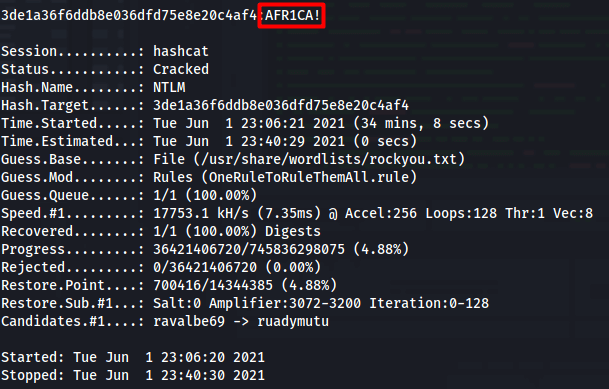 3de1a36f6ddb8e036dfd75e8e20c4af4:AFR1CA!
Session..........: hashcat
Status...........: Cracked
Hash.Name........: NTLM
Hash.Target......: 3de1a36f6ddb8e036dfd75e8e20c4af4
Time.Started.....: Tue Jun  1 23:06:21 2021 (34 mins, 8 secs)
Time.Estimated...: Tue Jun  1 23:40:29 2021 (0 secs)
Guess.Base.......: File (/usr/share/wordlists/rockyou.txt)
Guess.Mod........: Rules (OneRuleToRuleThemAll.rule)
Guess.Queue......: 1/1 (100.00%)
Speed.#1.........: 17753.1 kH/s (7.35ms) @ Accel:256 Loops:128 Thr:1 Vec:8
Recovered........: 1/1 (100.00%) Digests
Progress.........: 36421406720/745836298075 (4.88%)
Rejected.........: 0/36421406720 (0.00%)
Restore.Point....: 700416/14344385 (4.88%)
Restore.Sub.#1...: Salt:0 Amplifier:3072-3200 Iteration:0-128
Candidates.#1....: ravalbe69 -> ruadymutu
Started: Tue Jun  1 23:06:20 2021
Stopped: Tue Jun  1 23:40:30 2021